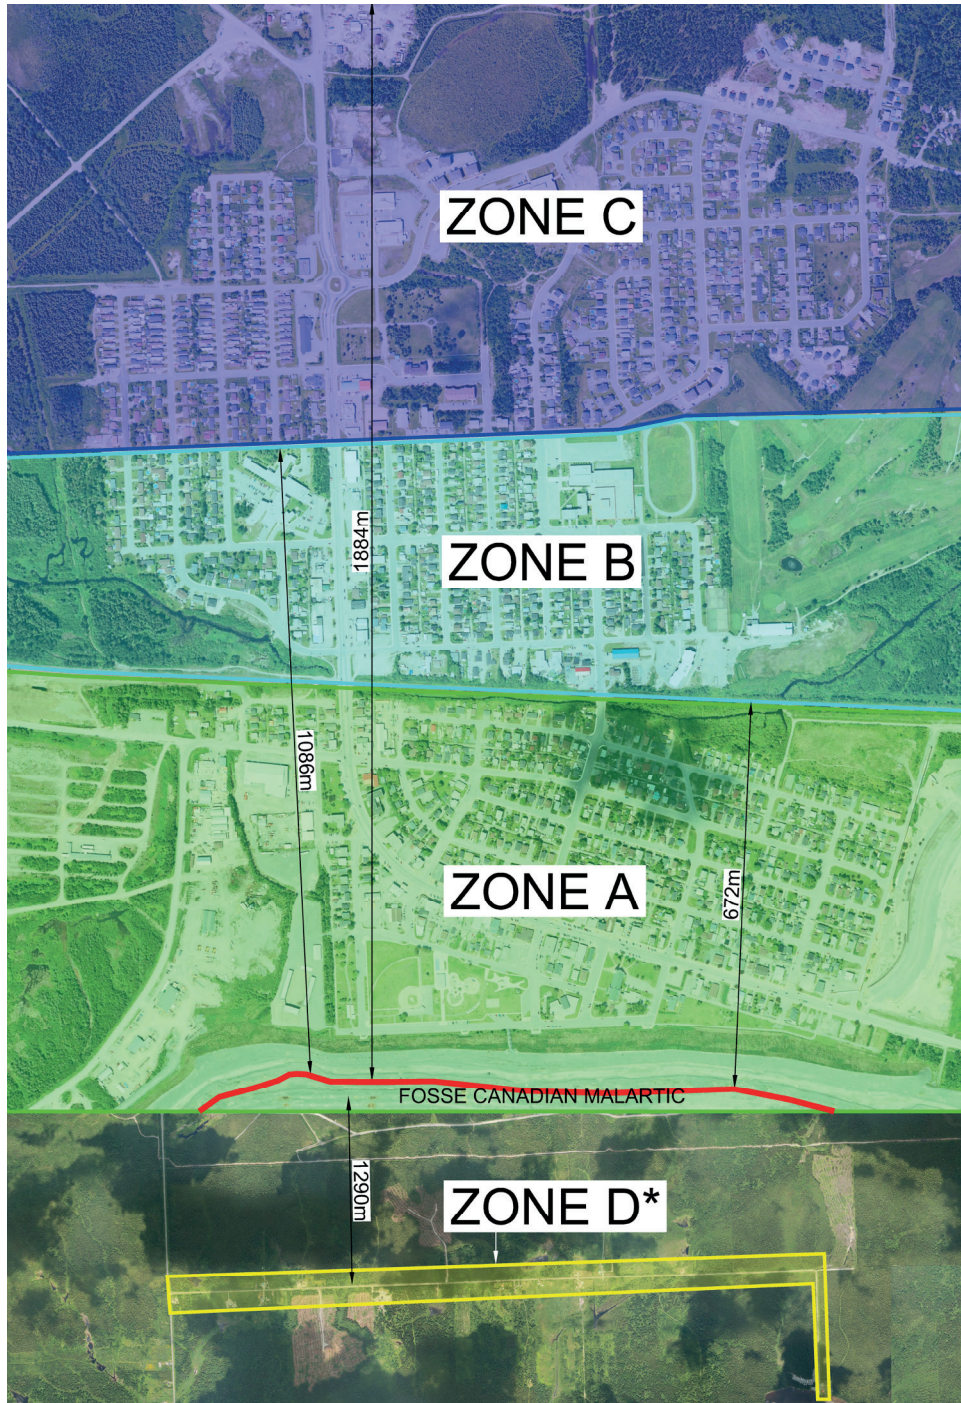 ZONE C
1884m
ZONE B
1086m
ZONE A
672m
FOSSE CANADIAN MALARTIC
1290m
ZONE D*